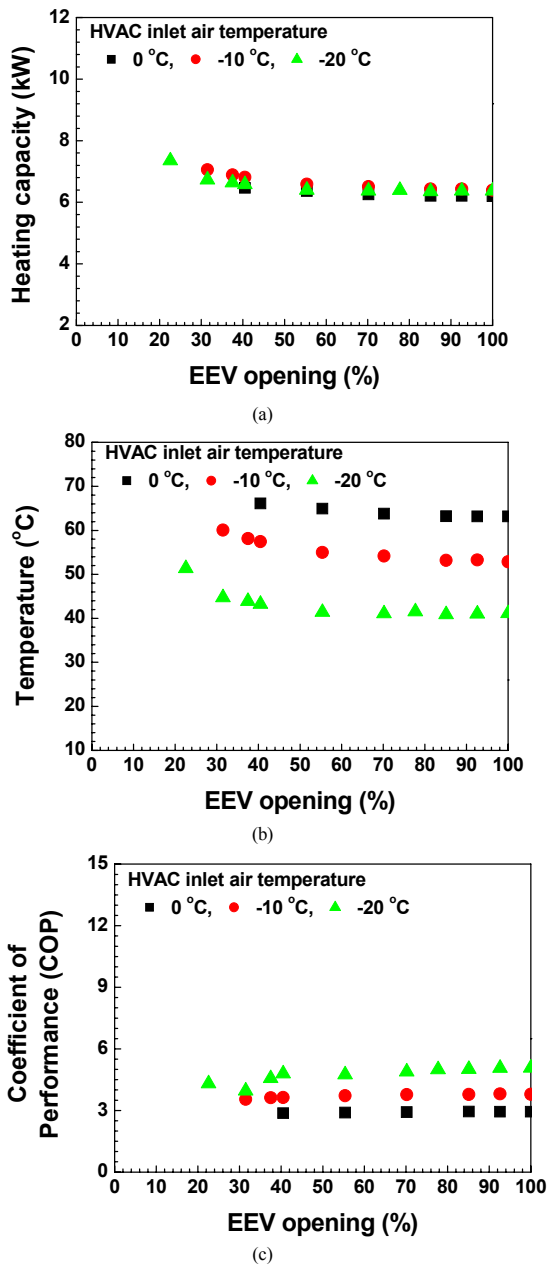 12
10
8
6
4
2
Heating capacity (kW)
HVAC inlet air temperature
0 °C, -10 °C, -20 °C
0 10 20 30 40 50 60 70 80 90 100
EEV opening (%)
(a)
80
70
60
50
40
30
20
10
Temperature (°C)
HVAC inlet air temperature
0 °C, -10 °C, -20 °C
0 10 20 30 40 50 60 70 80 90 100
EEV opening (%)
(b)
15
12
9
6
3
0
Coefficient of
Performance (COP)
HVAC inlet air temperature
0 °C, -10 °C, -20 °C
0 10 20 30 40 50 60 70 80 90 100
EEV opening (%)
(c)